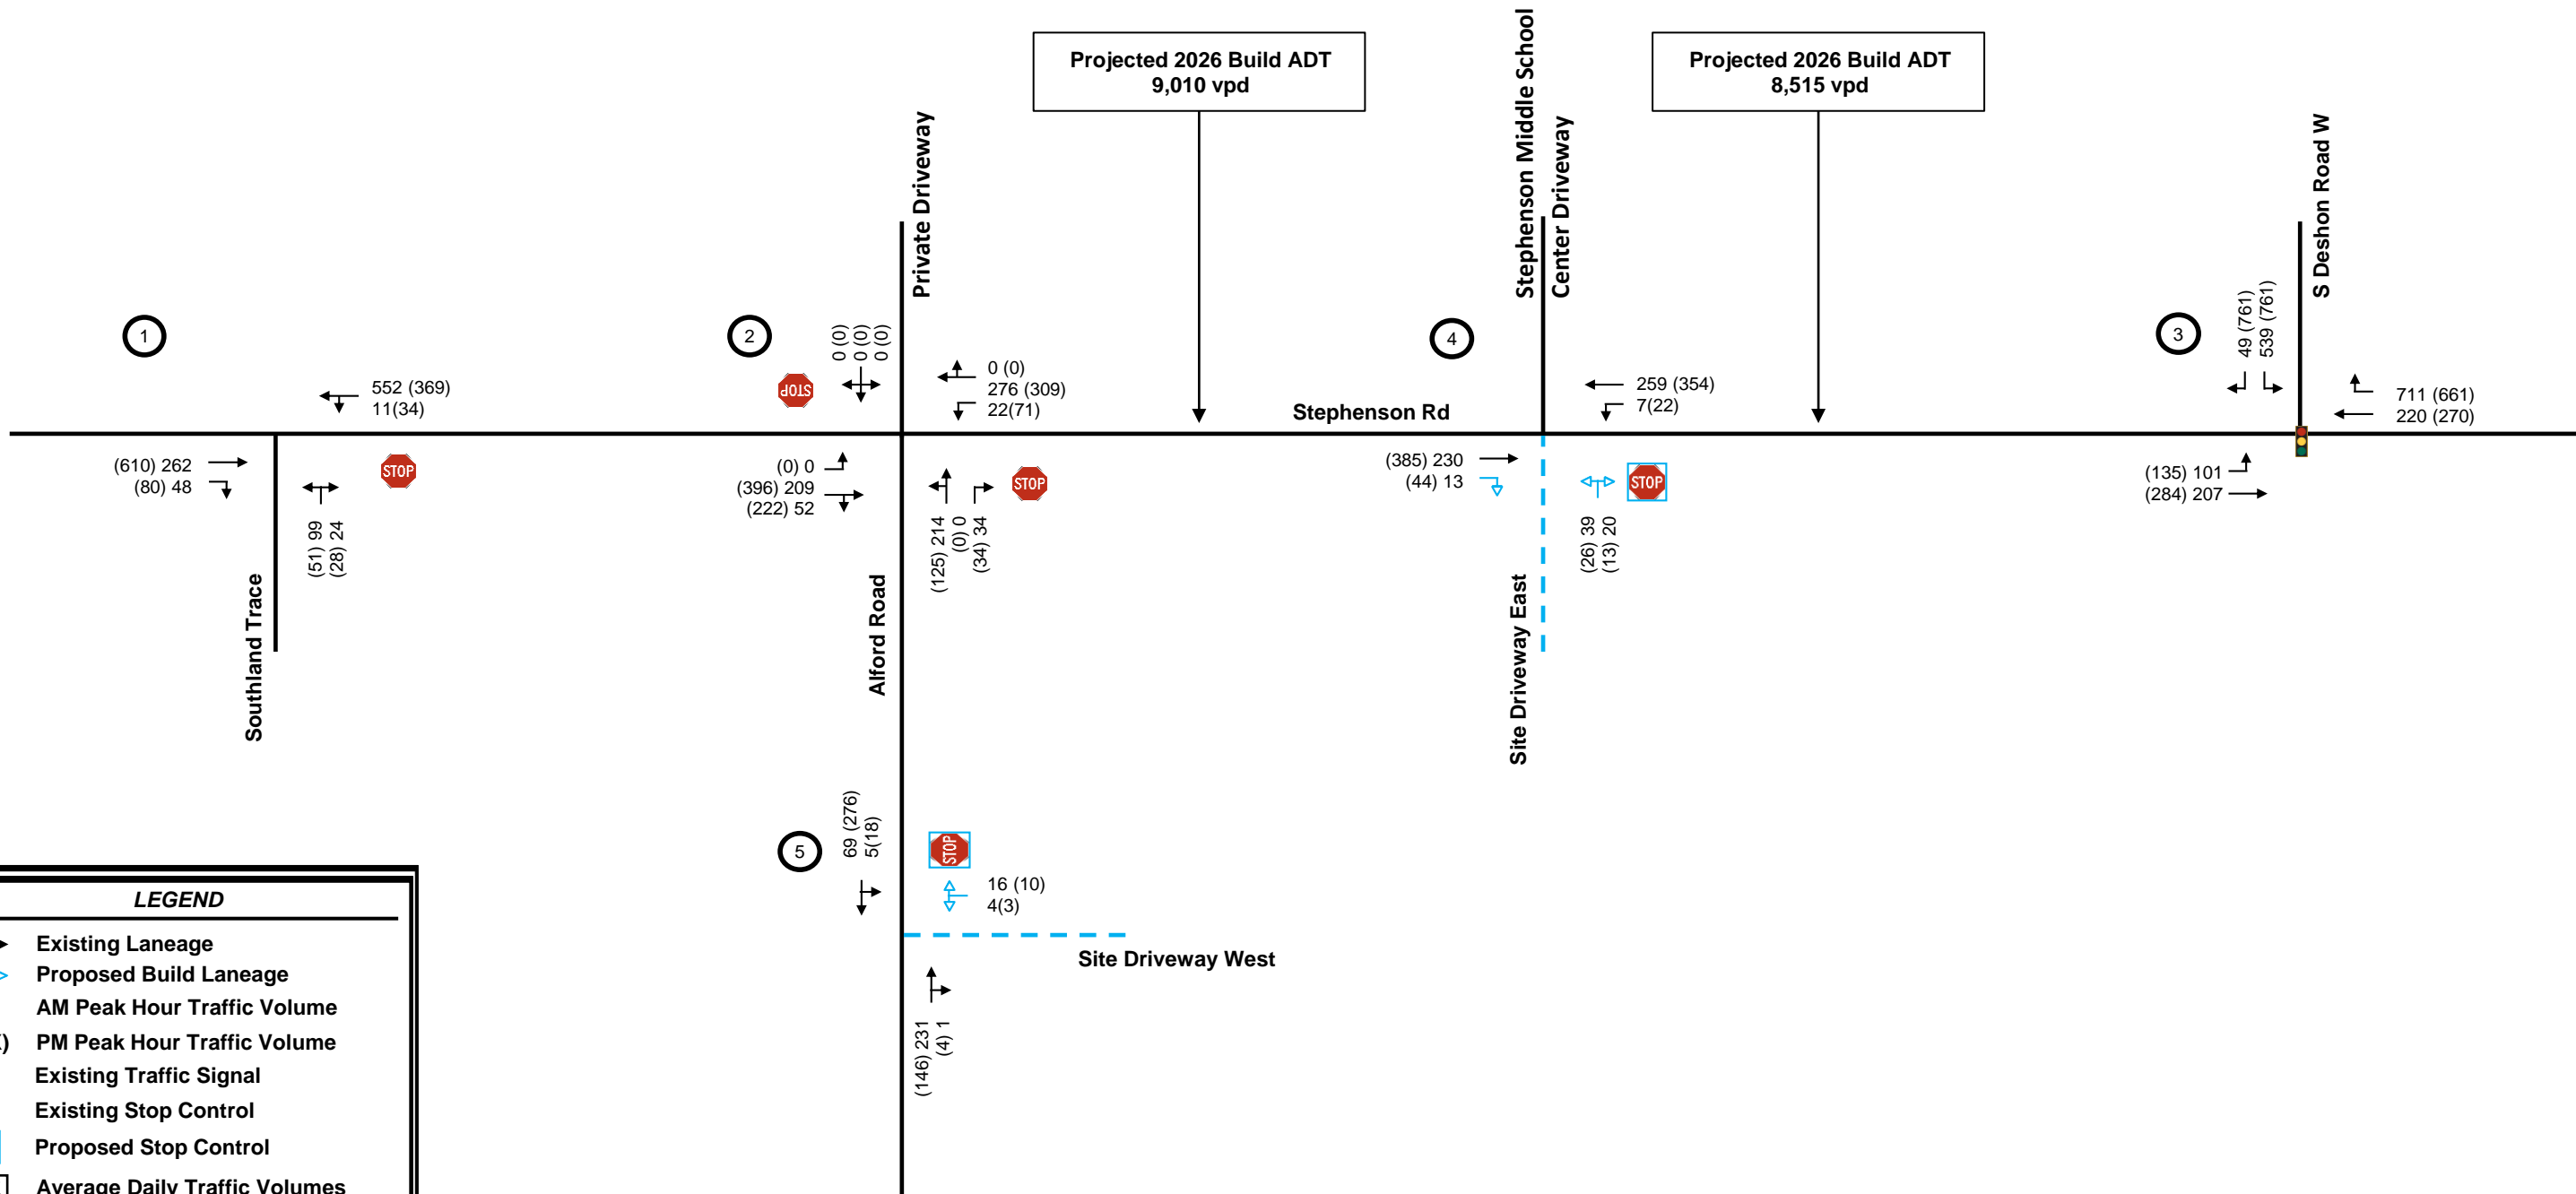 Projected 2026 Build ADT
9,010 vpd
Projected 2026 Build ADT
8,515 vpd
Private Driveway
Stephenson Middle School
Center Driveway
S Deshon Road W
1
552 (369)
11(34)
(610) 262
(80) 48
STOP
(51) 99
(28) 24
Southland Trace
2
STOP
0 (0)
0 (0)
0 (0)
0 (0)
276 (309)
22(71)
(0) 0
(396) 209
(222) 52
STOP
(125) 214
(0) 0
(34) 34
Alford Road
Stephenson Rd
4
259 (354)
7(22)
(385) 230
(44) 13
STOP
(26) 39
(13) 20
Site Driveway East
3
49 (761)
539 (761)
711 (661)
220 (270)
(135) 101
(284) 207
5
69 (276)
5(18)
STOP
16 (10)
4(3)
Site Driveway West
(146) 231
(4) 1
LEGEND
Existing Laneage
Proposed Build Laneage
AM Peak Hour Traffic Volume
) PM Peak Hour Traffic Volume
Existing Traffic Signal
Existing Stop Control
Proposed Stop Control
Average Daily Traffic Volumes